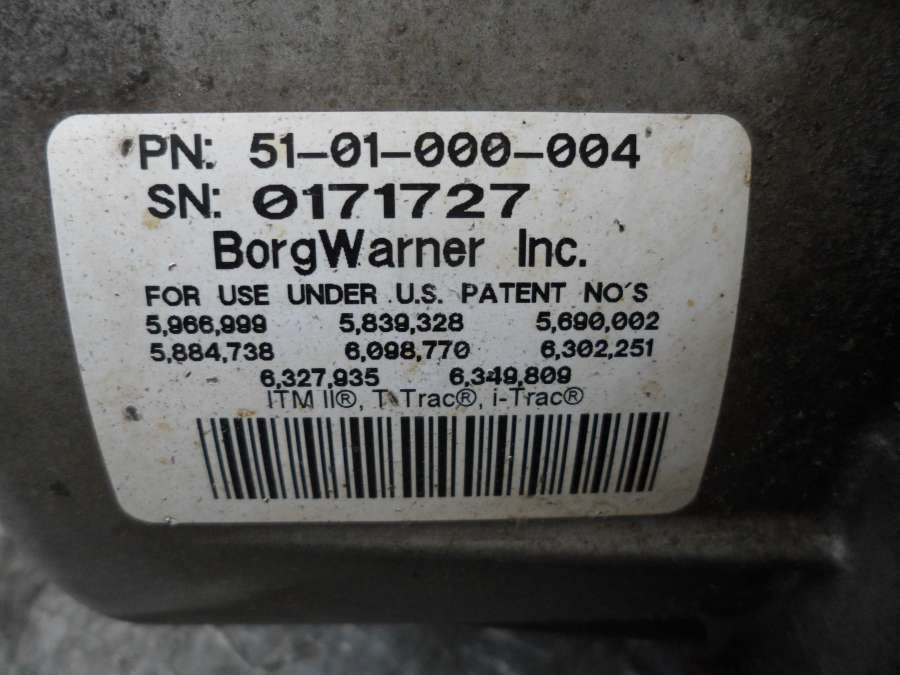 PN: 51-01-000-004
SN: 0171727
BorgWarner Inc.
FOR USE UNDER U.S. PATENT NO'S
5,966,999 5,839,328 5,690,002
5,884,738 6,098,770 6,302,251
6,327,935 6,349,809
ITM II®, T-Trac®, i-Trac®